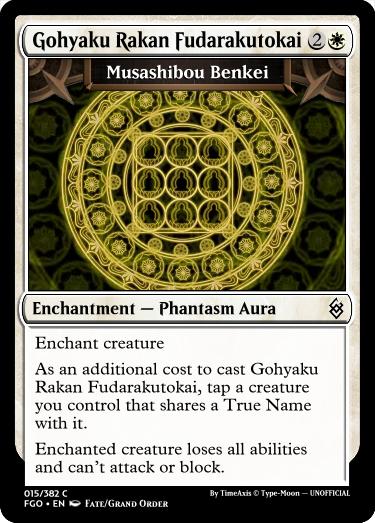 Gohyaku Rakan Fudarakutokai 2
Musashibou Benkei
Enchantment — Phantasm Aura
Enchant creature
As an additional cost to cast Gohyaku
Rakan Fudarakutokai, tap a creature
you control that shares a True Name
with it.
Enchanted creature loses all abilities
and can't attack or block.
015/382 C
FGO • EN Fate/Grand Order
By TimeAxis © Type-Moon — UNOFFICIAL